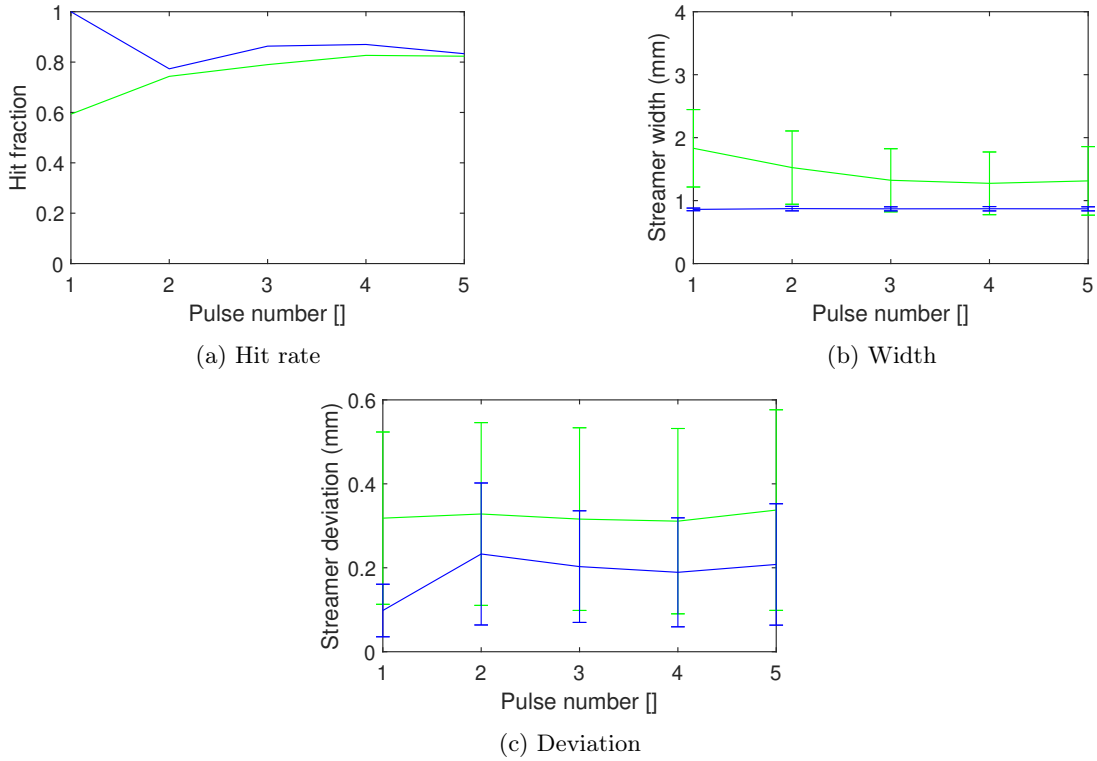 1
0.8
0.6
0.4
0.2
0
Hit fraction
1 2 3 4 5
Pulse number []
(a) Hit rate
4
3
2
1
0
Streamer width (mm)
1 2 3 4 5
Pulse number []
(b) Width
0.6
0.4
0.2
0
Streamer deviation (mm)
1 2 3 4 5
Pulse number []
(c) Deviation